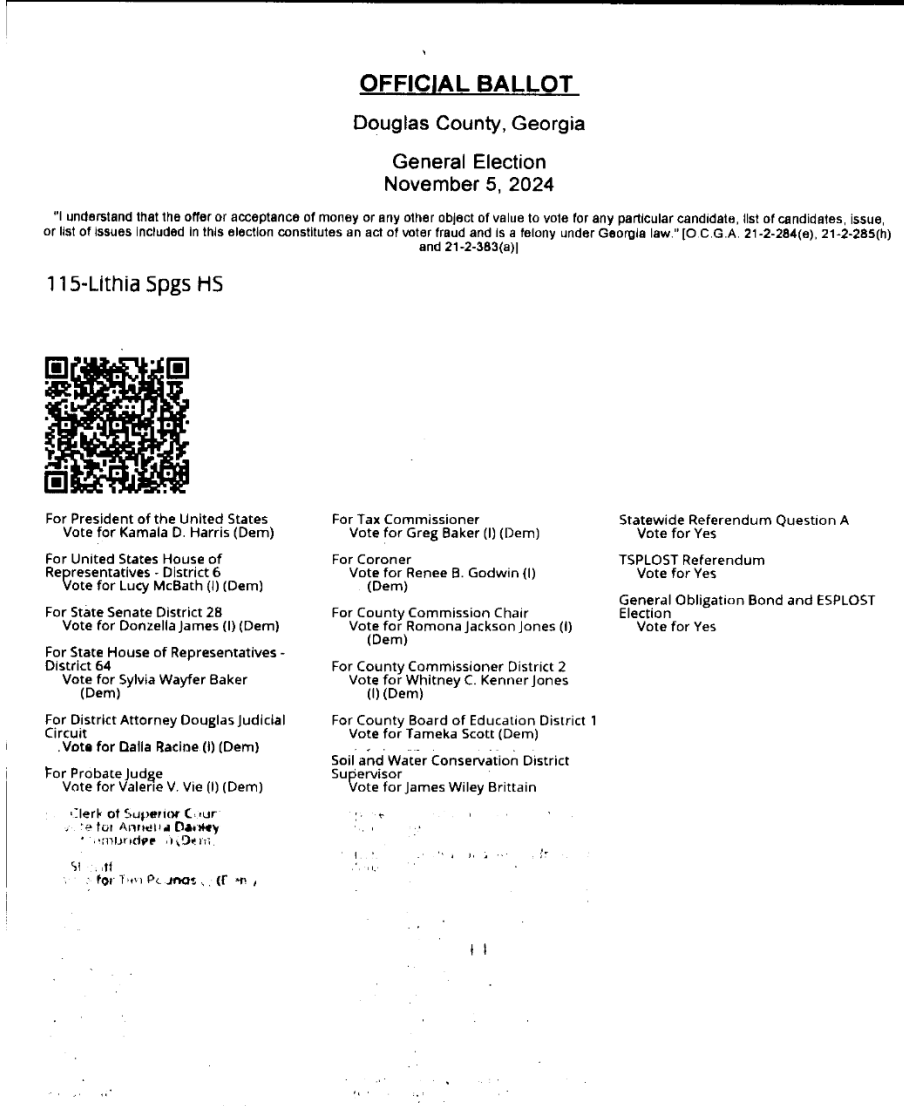 OFFICIAL BALLOT
Douglas County, Georgia
General Election
November 5, 2024
"I understand that the offer or acceptance of money or any other object of value to vote for any particular candidate, list of candidates, issue,
or list of issues included in this election constitutes an act of voter fraud and is a felony under Georgia law." [O.C.G.A. 21-2-284(e), 21-2-285(h)
and 21-2-383(a)]
115-Lithia Spgs HS
For President of the United States
Vote for Kamala D. Harris (Dem)
For United States House of
Representatives - District 6
Vote for Lucy McBath (I) (Dem)
For State Senate District 28
Vote for Donzella James (I) (Dem)
For State House of Representatives -
District 64
Vote for Sylvia Wayfer Baker
(Dem)
For District Attorney Douglas Judicial
Circuit
Vote for Dalia Racine (I) (Dem)
For Probate Judge
Vote for Valerie V. Vie (I) (Dem)
Clerk of Superior
for Annetta
for Tim Pounds
For Tax Commissioner
Vote for Greg Baker (I) (Dem)
For Coroner
Vote for Renee B. Godwin (I)
(Dem)
For County Commission Chair
Vote for Romona Jackson Jones (I)
(Dem)
For County Commissioner District 2
Vote for Whitney C. Kenner Jones
(I) (Dem)
For County Board of Education District 1
Vote for Tameka Scott (Dem)
Soil and Water Conservation District
Supervisor
Vote for James Wiley Brittain
Statewide Referendum Question A
Vote for Yes
TSPLOST Referendum
Vote for Yes
General Obligation Bond and ESPLOST
Election
Vote for Yes